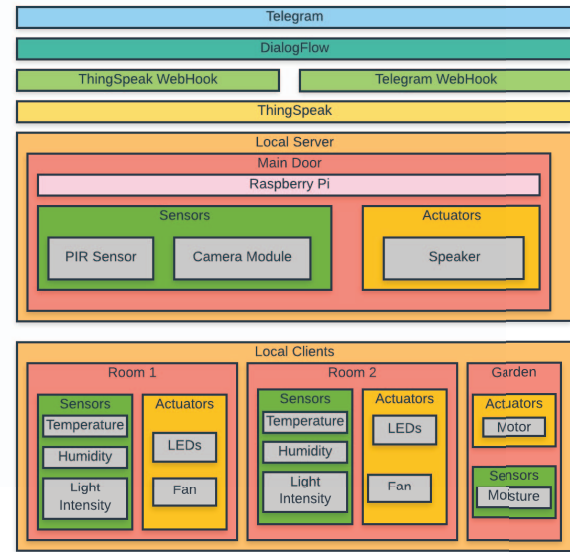 Telegram
DialogFlow
ThingSpeak WebHook
Telegram WebHook
ThingSpeak
Local Server
Main Door
Raspberry Pi
Sensors
Actuators
PIR Sensor
Camera Module
Speaker
Local Clients
Room 1
Sensors
Temperature
Humidity
Light
Intensity
Actuators
LEDs
Fan
Room 2
Sensors
Temperature
Humidity
Light
Intensity
Actuators
LEDs
Fan
Garden
Actuators
Motor
Sensors
Moisture